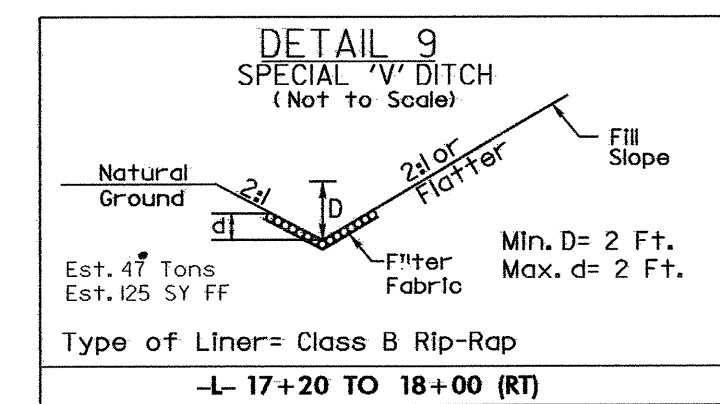 DETAIL 9
SPECIAL 'V' DITCH
(Not to Scale)
Natural
Ground
2:1
D
d
2:1 or
Flatter
Fill
Slope
Filter
Fabric
Min. D= 2 Ft.
Max. d= 2 Ft.
Est. 47 Tons
Est. 125 SY FF
Type of Liner= Class B Rip-Rap
-L- 17+20 TO 18+00 (RT)